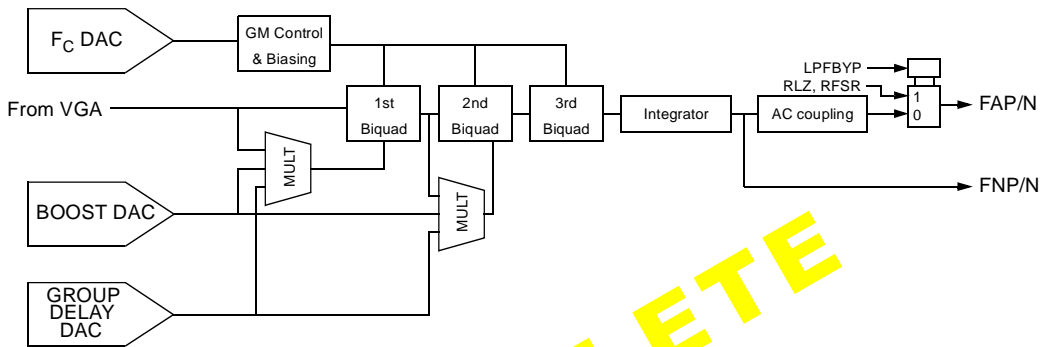 F_C DAC
GM Control
& Biasing
LPFBYP
RLZ, RFSR
From VGA
1st
Biquad
2nd
Biquad
3rd
Biquad
Integrator
AC coupling
1
0
FAP/N
MULT
BOOST DAC
MULT
FNP/N
GROUP
DELAY
DAC
LETE